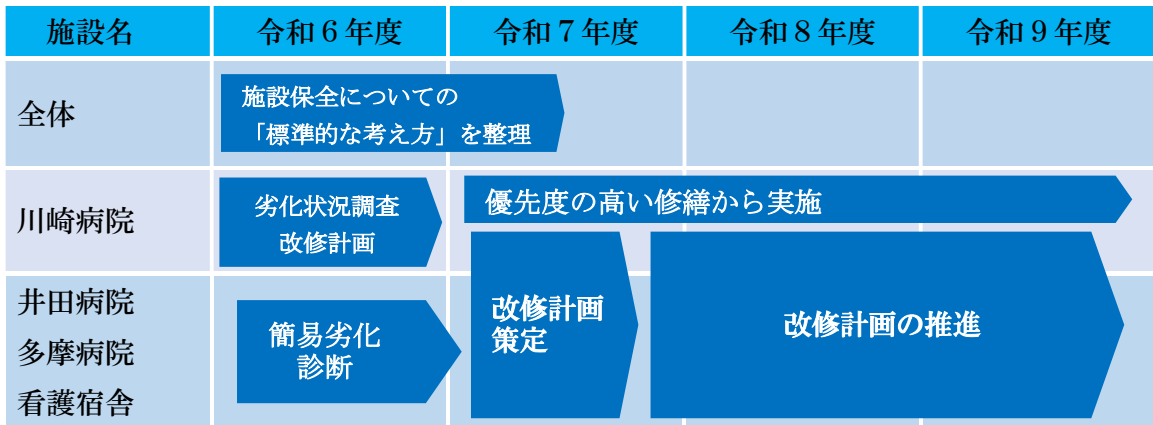 施設名
令和６年度
令和７年度
令和８年度
令和９年度
全体
施設保全についての
「標準的な考え方」を整理
川崎病院
劣化状況調査
改修計画
優先度の高い修繕から実施
井田病院
多摩病院
看護宿舎
簡易劣化
診断
改修計画
策定
改修計画の推進